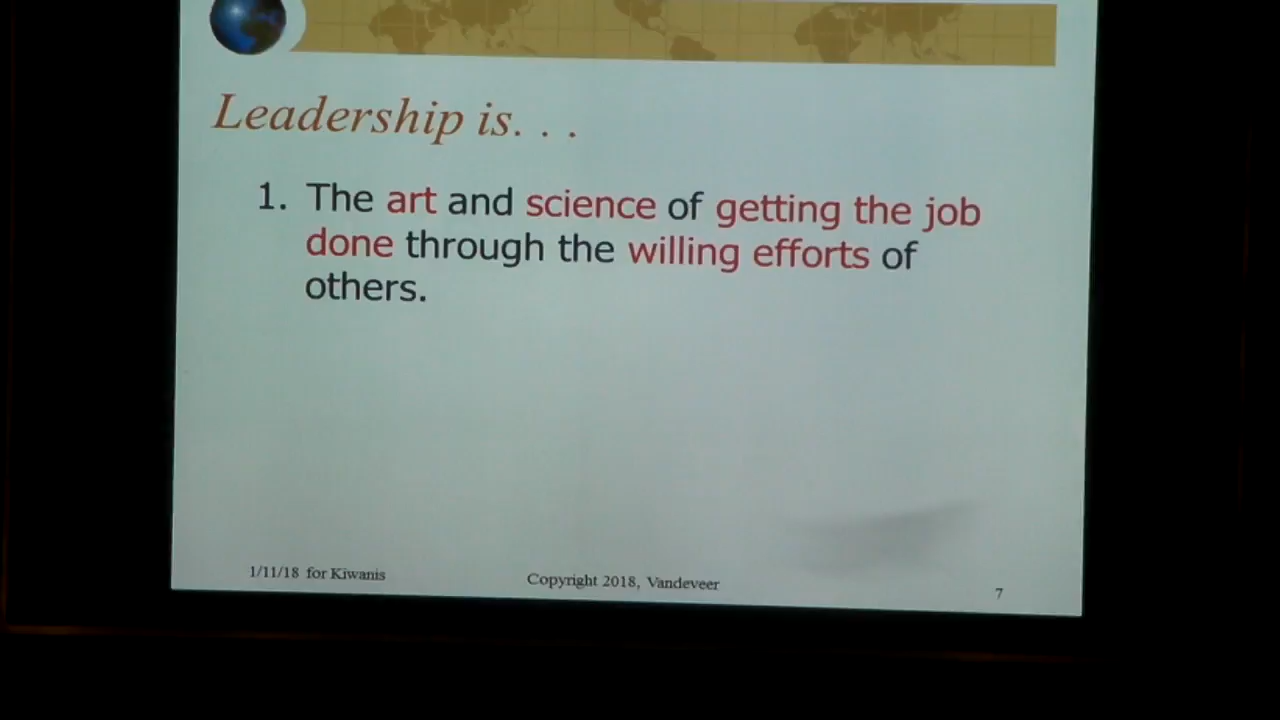 Leadership is. . .
1. The art and science of getting the job
done through the willing efforts of
others.
1/11/18 for Kiwanis
Copyright 2018, Vandeveer
7